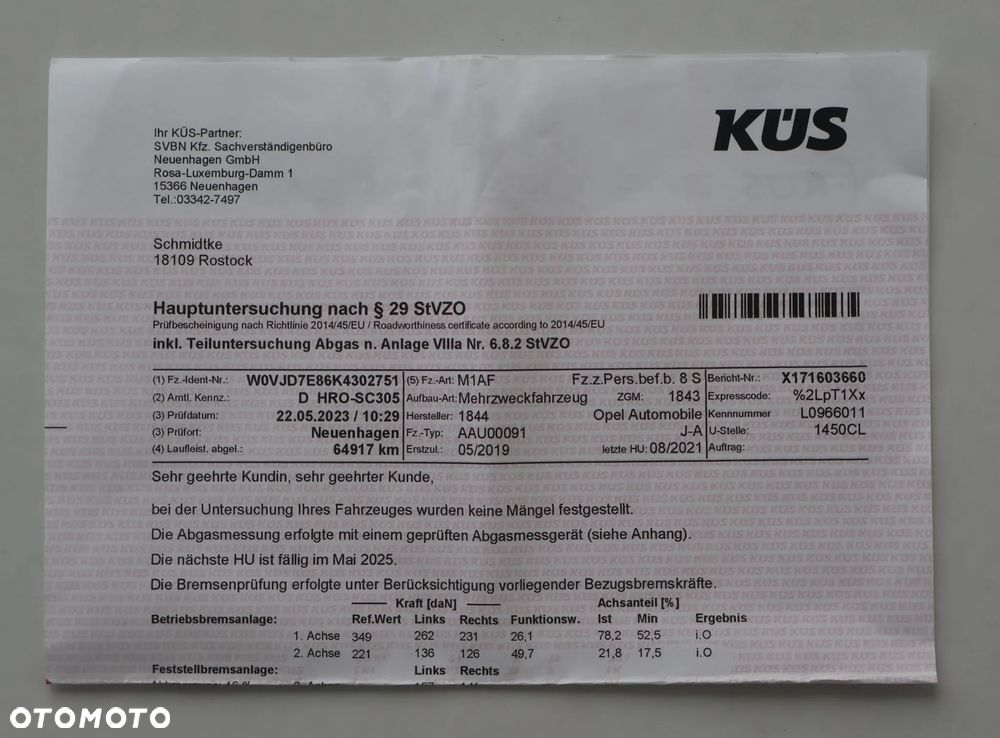 KÜS
Ihr KÜS-Partner:
SVBN Kfz. Sachverständigenbüro
Neuenhagen GmbH
Rosa-Luxemburg-Damm 1
15366 Neuenhagen
Tel.:03342-7497
Schmidtke
18109 Rostock
Hauptuntersuchung nach § 29 StVZO
Prüfbescheinigung nach Richtlinie 2014/45/EU / Roadworthiness certificate according to 2014/45/EU
inkl. Teiluntersuchung Abgas n. Anlage VIIIa Nr. 6.8.2 StVZO
(1) Fz.-Ident-Nr.: W0VJD7E86K4302751 (5) Fz.-Art: M1AF Fz.z.Pers.bef.b. 8 S Bericht-Nr.: X171603660
(2) Amtl. Kennz.: D HRO-SC305 Aufbau-Art: Mehrzweckfahrzeug ZGM: 1843 Expresscode: %2LpT1Xx
(3) Prüfdatum: 22.05.2023 / 10:29 Hersteller: 1844 Opel Automobile Kennnummer L0966011
(3) Prüfort: Neuenhagen Fz.-Typ: AAU00091 J-A U-Stelle: 1450CL
(4) Laufleist. abgel.: 64917 km Erstzul.: 05/2019 letzte HU: 08/2021 Auftrag:
Sehr geehrte Kundin, sehr geehrter Kunde,
bei der Untersuchung Ihres Fahrzeuges wurden keine Mängel festgestellt.
Die Abgasmessung erfolgte mit einem geprüften Abgasmessgerät (siehe Anhang).
Die nächste HU ist fällig im Mai 2025.
Die Bremsenprüfung erfolgte unter Berücksichtigung vorliegender Bezugsbremskräfte.
Kraft [daN] Achsanteil [%]
Betriebsbremsanlage: Ref.Wert Links Rechts Funktionsw. Ist Min Ergebnis
1. Achse 349 262 231 26,1 78,2 52,5 i.O
2. Achse 221 136 126 49,7 21,8 17,5 i.O
Feststellbremsanlage: Links Rechts
OTOMOTO